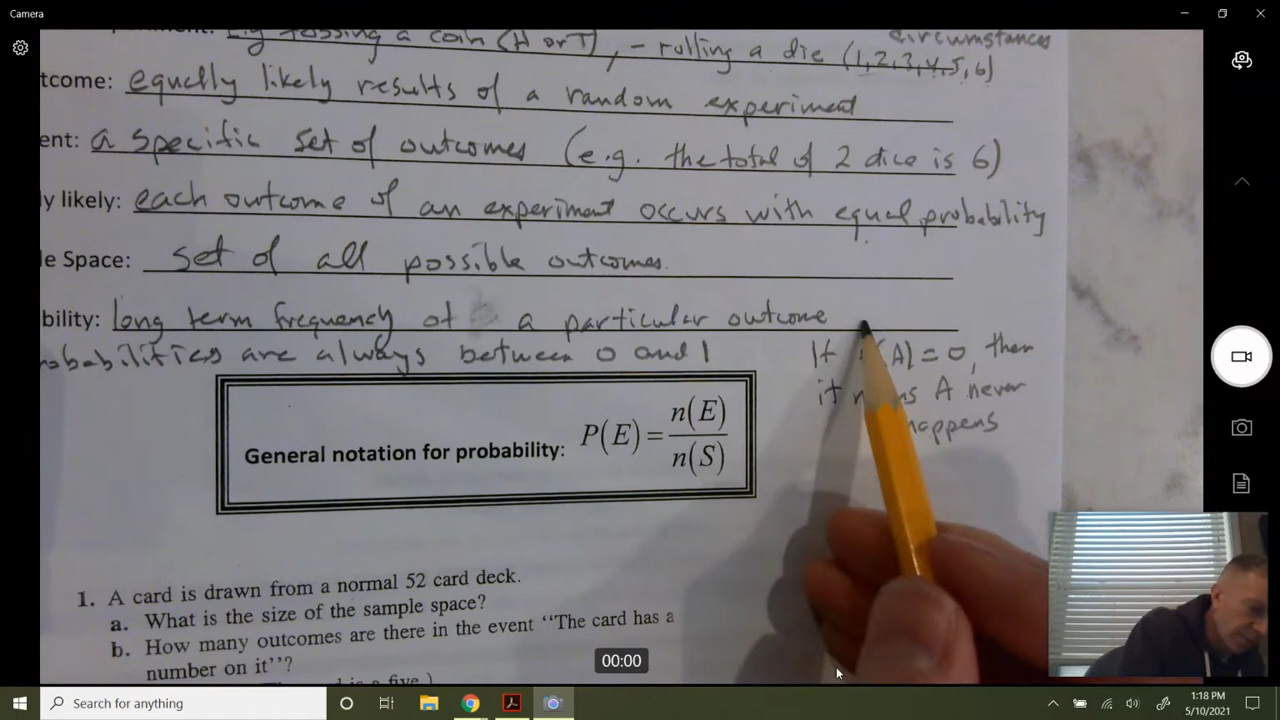 Camera
e.g tossing a coin (H or T), - rolling a die (1,2,3,4,5,6)
circumstances
tcome: equally likely results of a random experiment
ent: a specific set of outcomes (e.g. the total of 2 dice is 6)
ly likely: each outcome of an experiment occurs with equal probability
le Space: set of all possible outcomes.
bility: long term frequency of a particular outcome
obabilities are always between 0 and 1
If (A) = 0, then
it A never
happens
General notation for probability: P(E) = n(E) / n(S)
1. A card is drawn from a normal 52 card deck.
a. What is the size of the sample space?
b. How many outcomes are there in the event ''The card has a
number on it''?
00:00
Search for anything
1:18 PM
5/10/2021